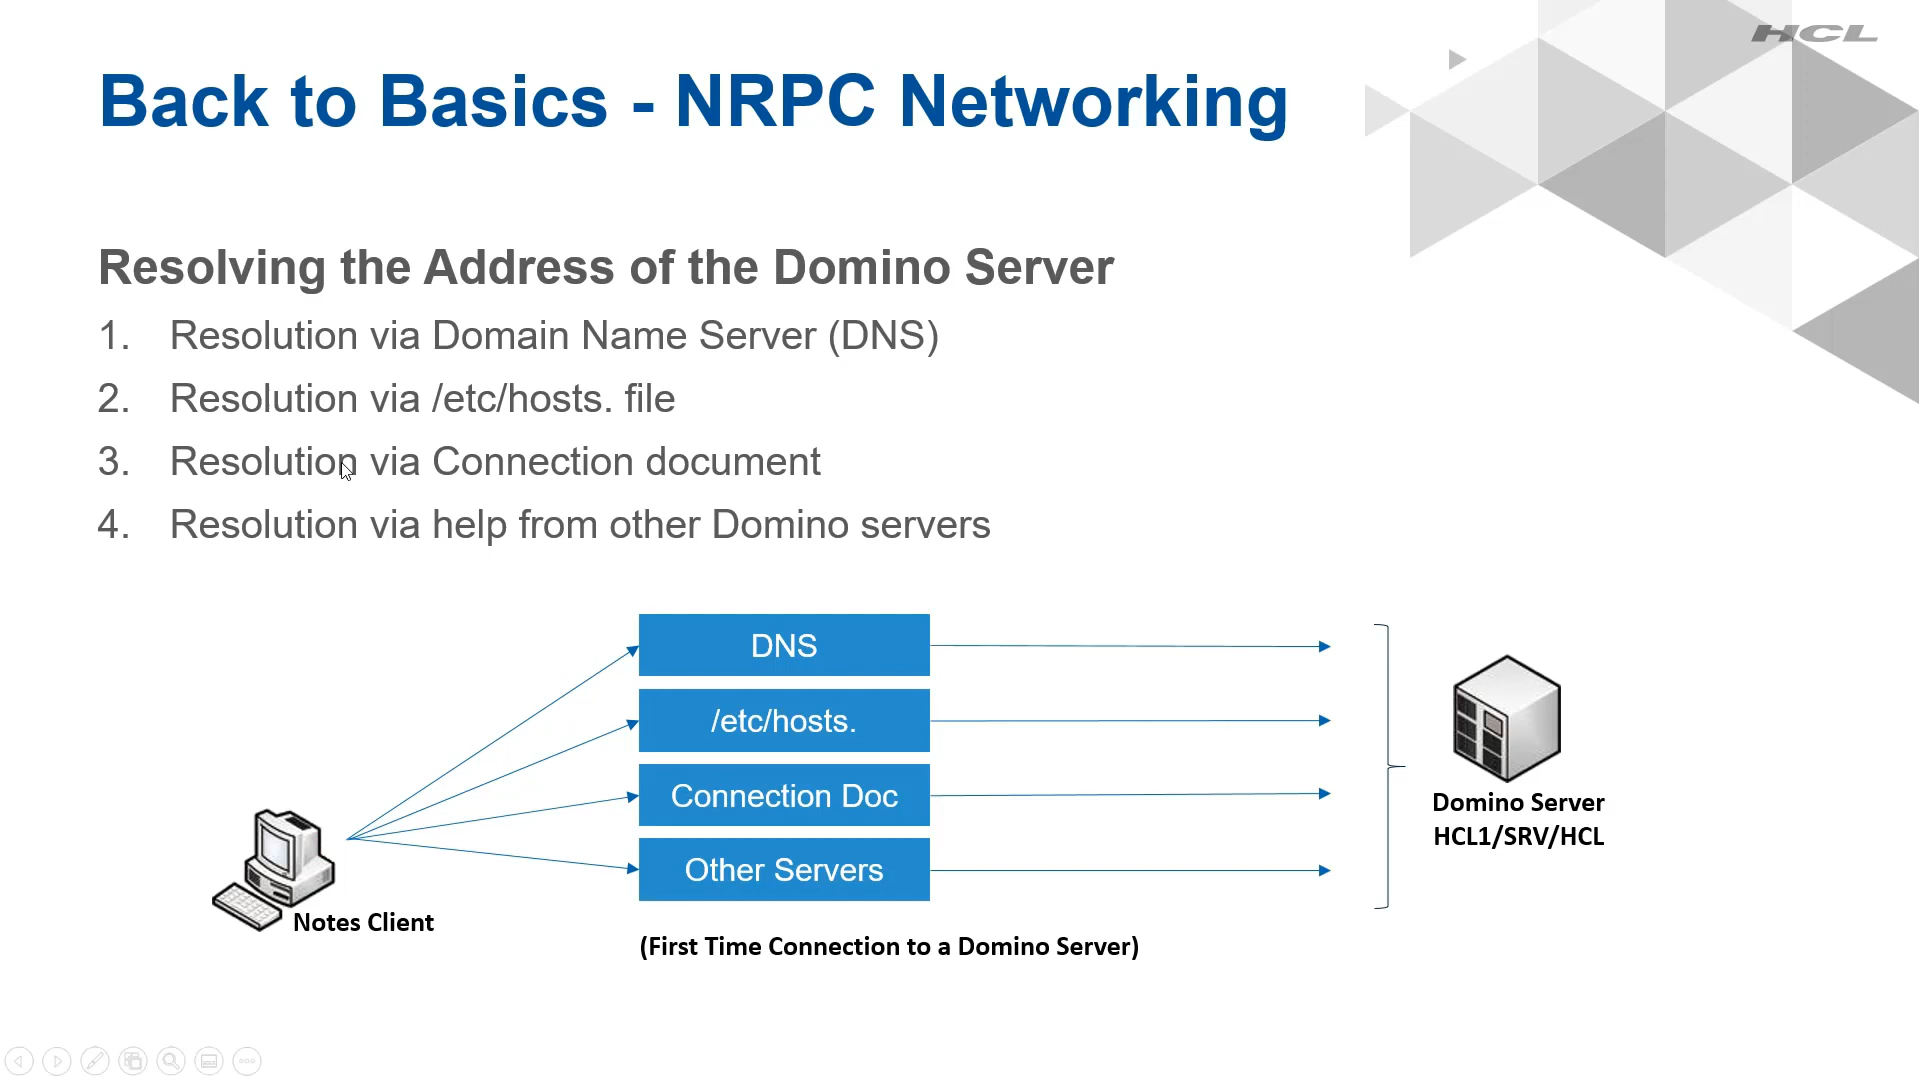 HCL
Back to Basics - NRPC Networking
Resolving the Address of the Domino Server
1. Resolution via Domain Name Server (DNS)
2. Resolution via /etc/hosts. file
3. Resolution via Connection document
4. Resolution via help from other Domino servers
DNS
/etc/hosts.
Connection Doc
Other Servers
Domino Server
HCL1/SRV/HCL
Notes Client
(First Time Connection to a Domino Server)